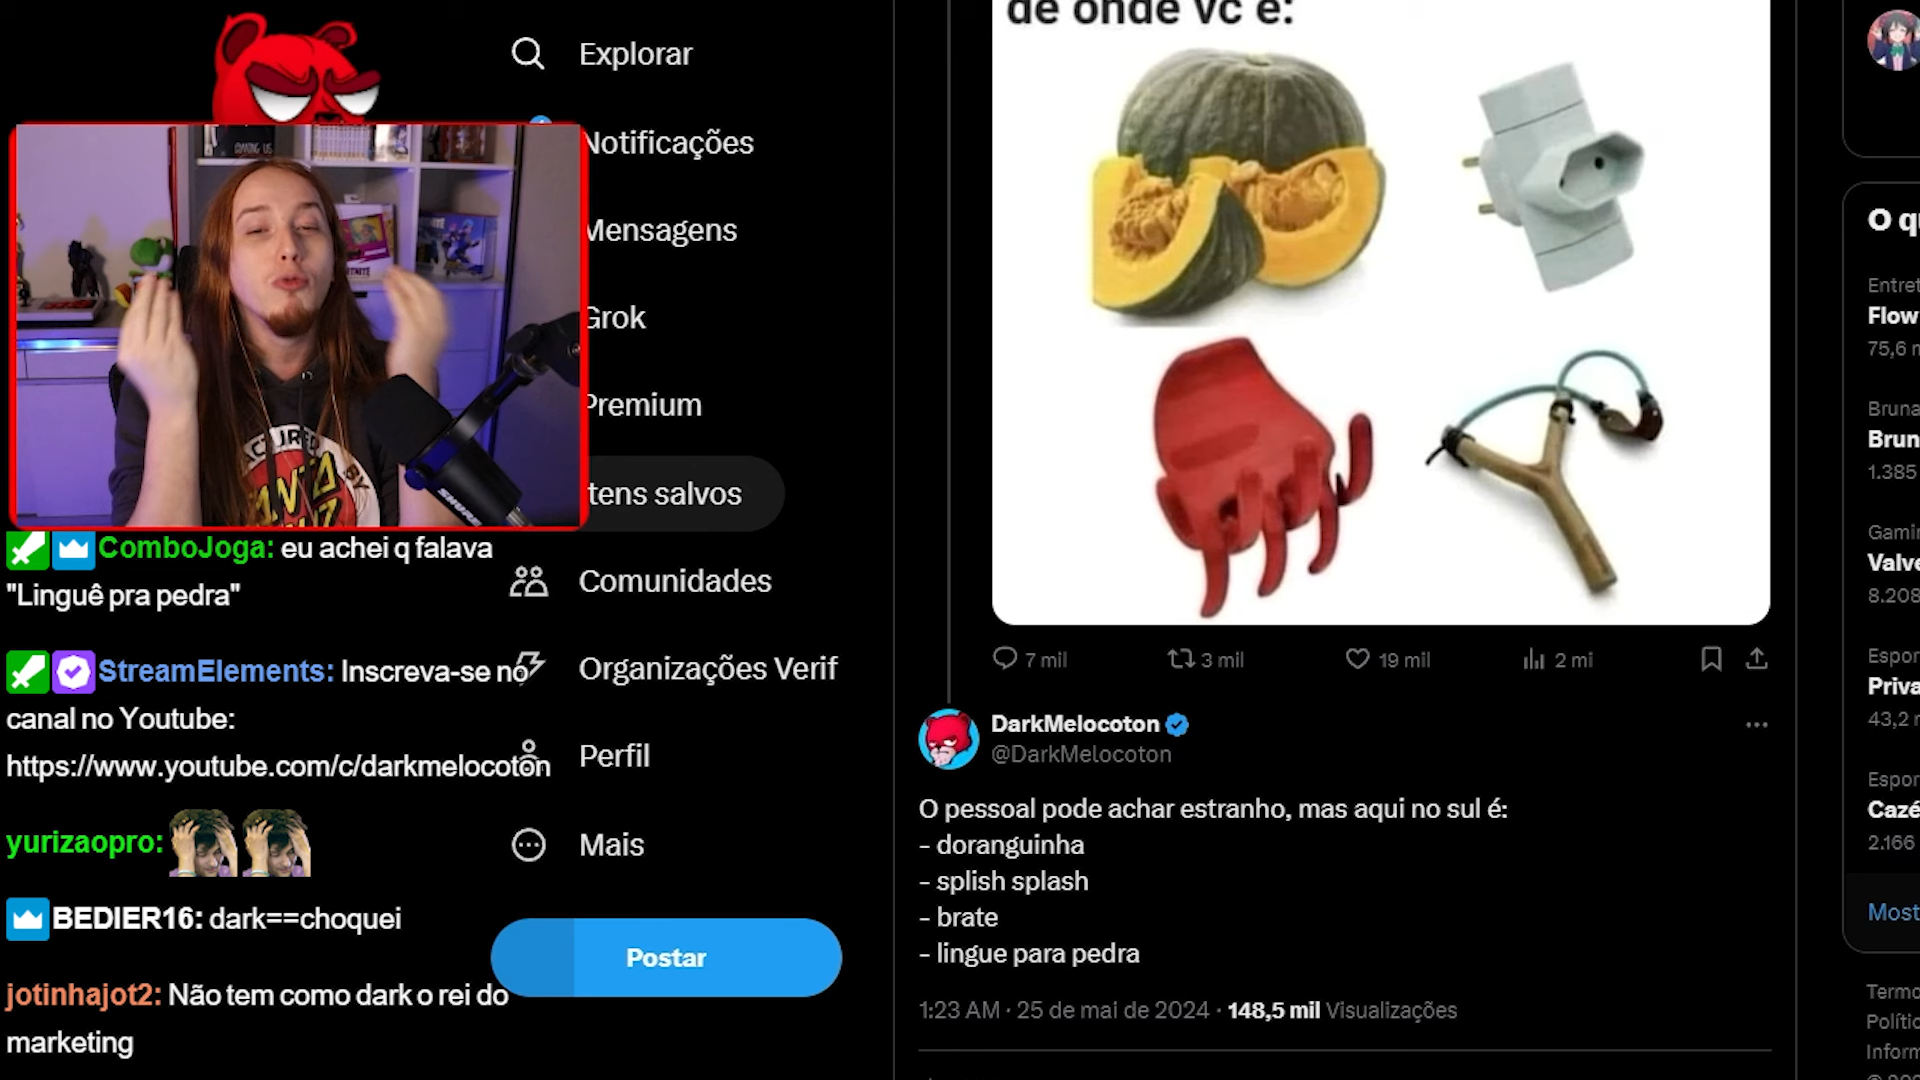 Explorar
Notificações
Mensagens
Grok
Premium
tens salvos
Comunidades
Organizações Verif
Perfil
Mais
Postar
AMONG US
SHURE
ComboJoga: eu achei q falava
"Linguê pra pedra"
StreamElements: Inscreva-se no
canal no Youtube:
https://www.youtube.com/c/darkmelocoton
yurizaopro:
BEDIER16: dark==choquei
jotinhajot2: Não tem como dark o rei do
marketing
de onde vc é:
7 mil
3 mil
19 mil
2 mi
DarkMelocoton
@DarkMelocoton
O pessoal pode achar estranho, mas aqui no sul é:
- doranguinha
- splish splash
- brate
- lingue para pedra
1:23 AM · 25 de mai de 2024 · 148,5 mil Visualizações
O qu
Entret
Flow
75,6 m
Bruna
Brun
1.385
Gamin
Valve
8.208
Espor
Priva
43,2 m
Espor
Cazé
2.166
Most
Termo
Polític
Inform